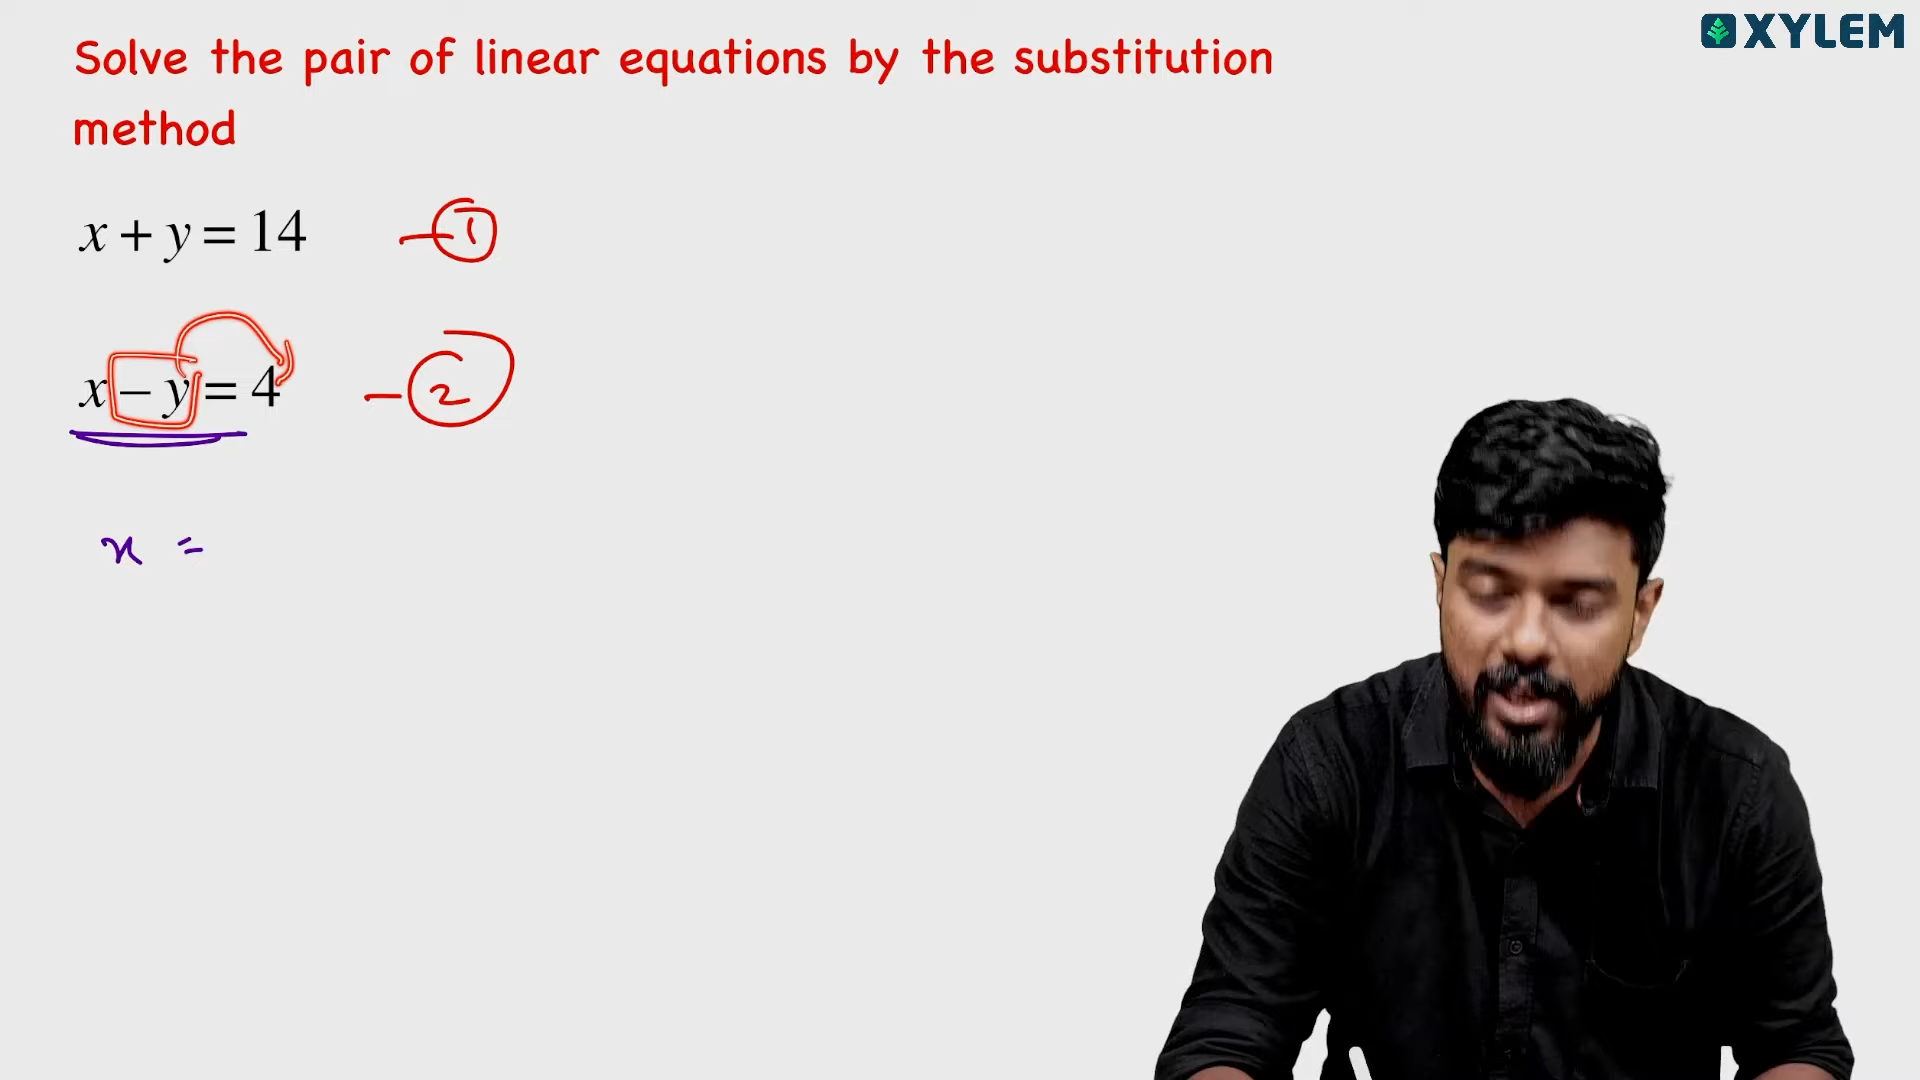 XYLEM
Solve the pair of linear equations by the substitution
method
x + y = 14 – 1
x – y = 4 – 2
x =